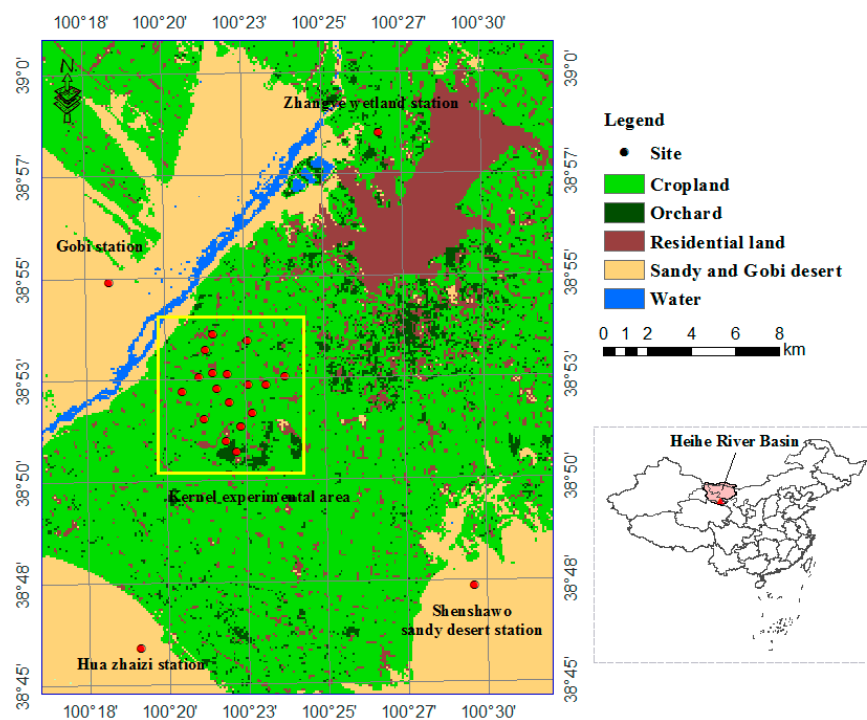 100°18' 100°20' 100°23' 100°25' 100°27' 100°30'
39°0' 39°0'
N
Zhangye wetland station
38°57' 38°57'
Gobi station
38°55' 38°55'
38°53' 38°53'
38°50' 38°50'
Kernel experimental area
38°48' 38°48'
Shenshawo
sandy desert station
Hua zhaizi station
38°45' 38°45'
100°18' 100°20' 100°23' 100°25' 100°27' 100°30'
Legend
Site
Cropland
Orchard
Residential land
Sandy and Gobi desert
Water
0 1 2 4 6 8
km
Heihe River Basin